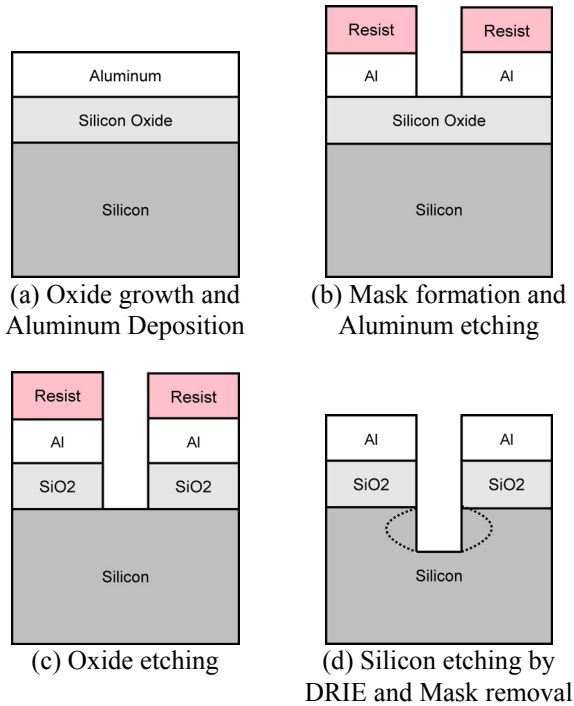 Aluminum
Silicon Oxide
Silicon
(a) Oxide growth and
Aluminum Deposition
Resist Resist
Al Al
Silicon Oxide
Silicon
(b) Mask formation and
Aluminum etching
Resist Resist
Al Al
SiO2 SiO2
Silicon
(c) Oxide etching
Al Al
SiO2 SiO2
Silicon
(d) Silicon etching by
DRIE and Mask removal